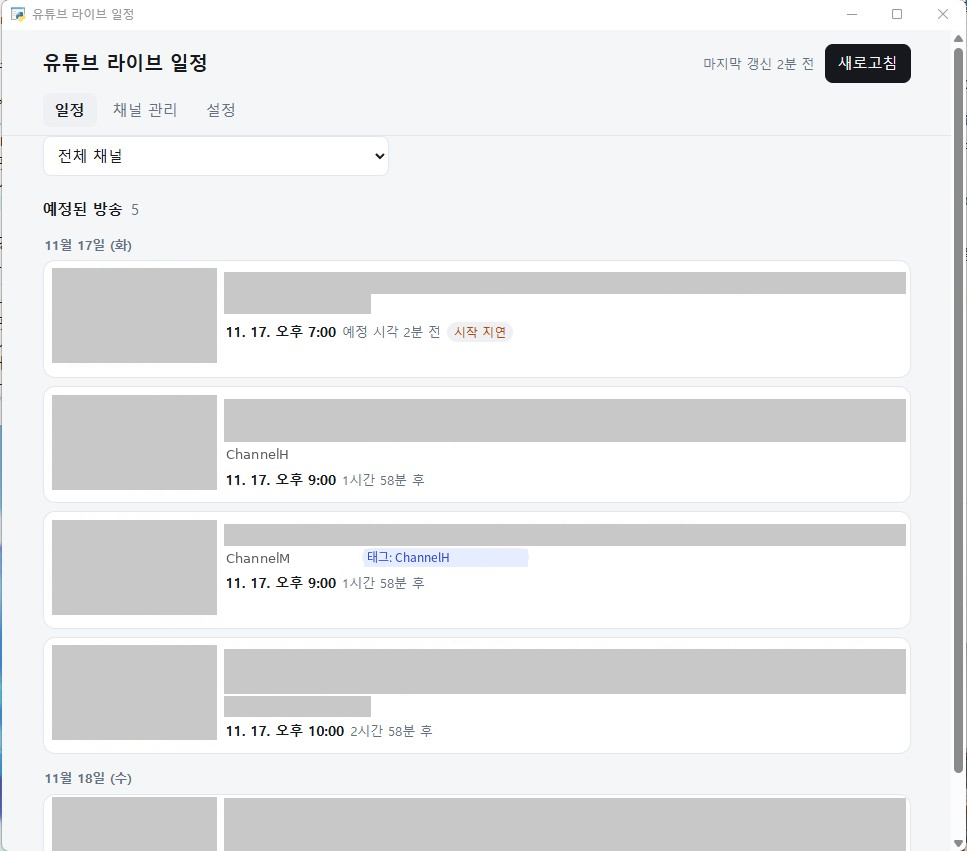 유튜브 라이브 일정
유튜브 라이브 일정
마지막 갱신 2분 전
새로고침
일정 채널 관리 설정
전체 채널
예정된 방송 5
11월 17일 (화)
11. 17. 오후 7:00 예정 시각 2분 전 시작 지연
ChannelH
11. 17. 오후 9:00 1시간 58분 후
ChannelM 태그: ChannelH
11. 17. 오후 9:00 1시간 58분 후
11. 17. 오후 10:00 2시간 58분 후
11월 18일 (수)